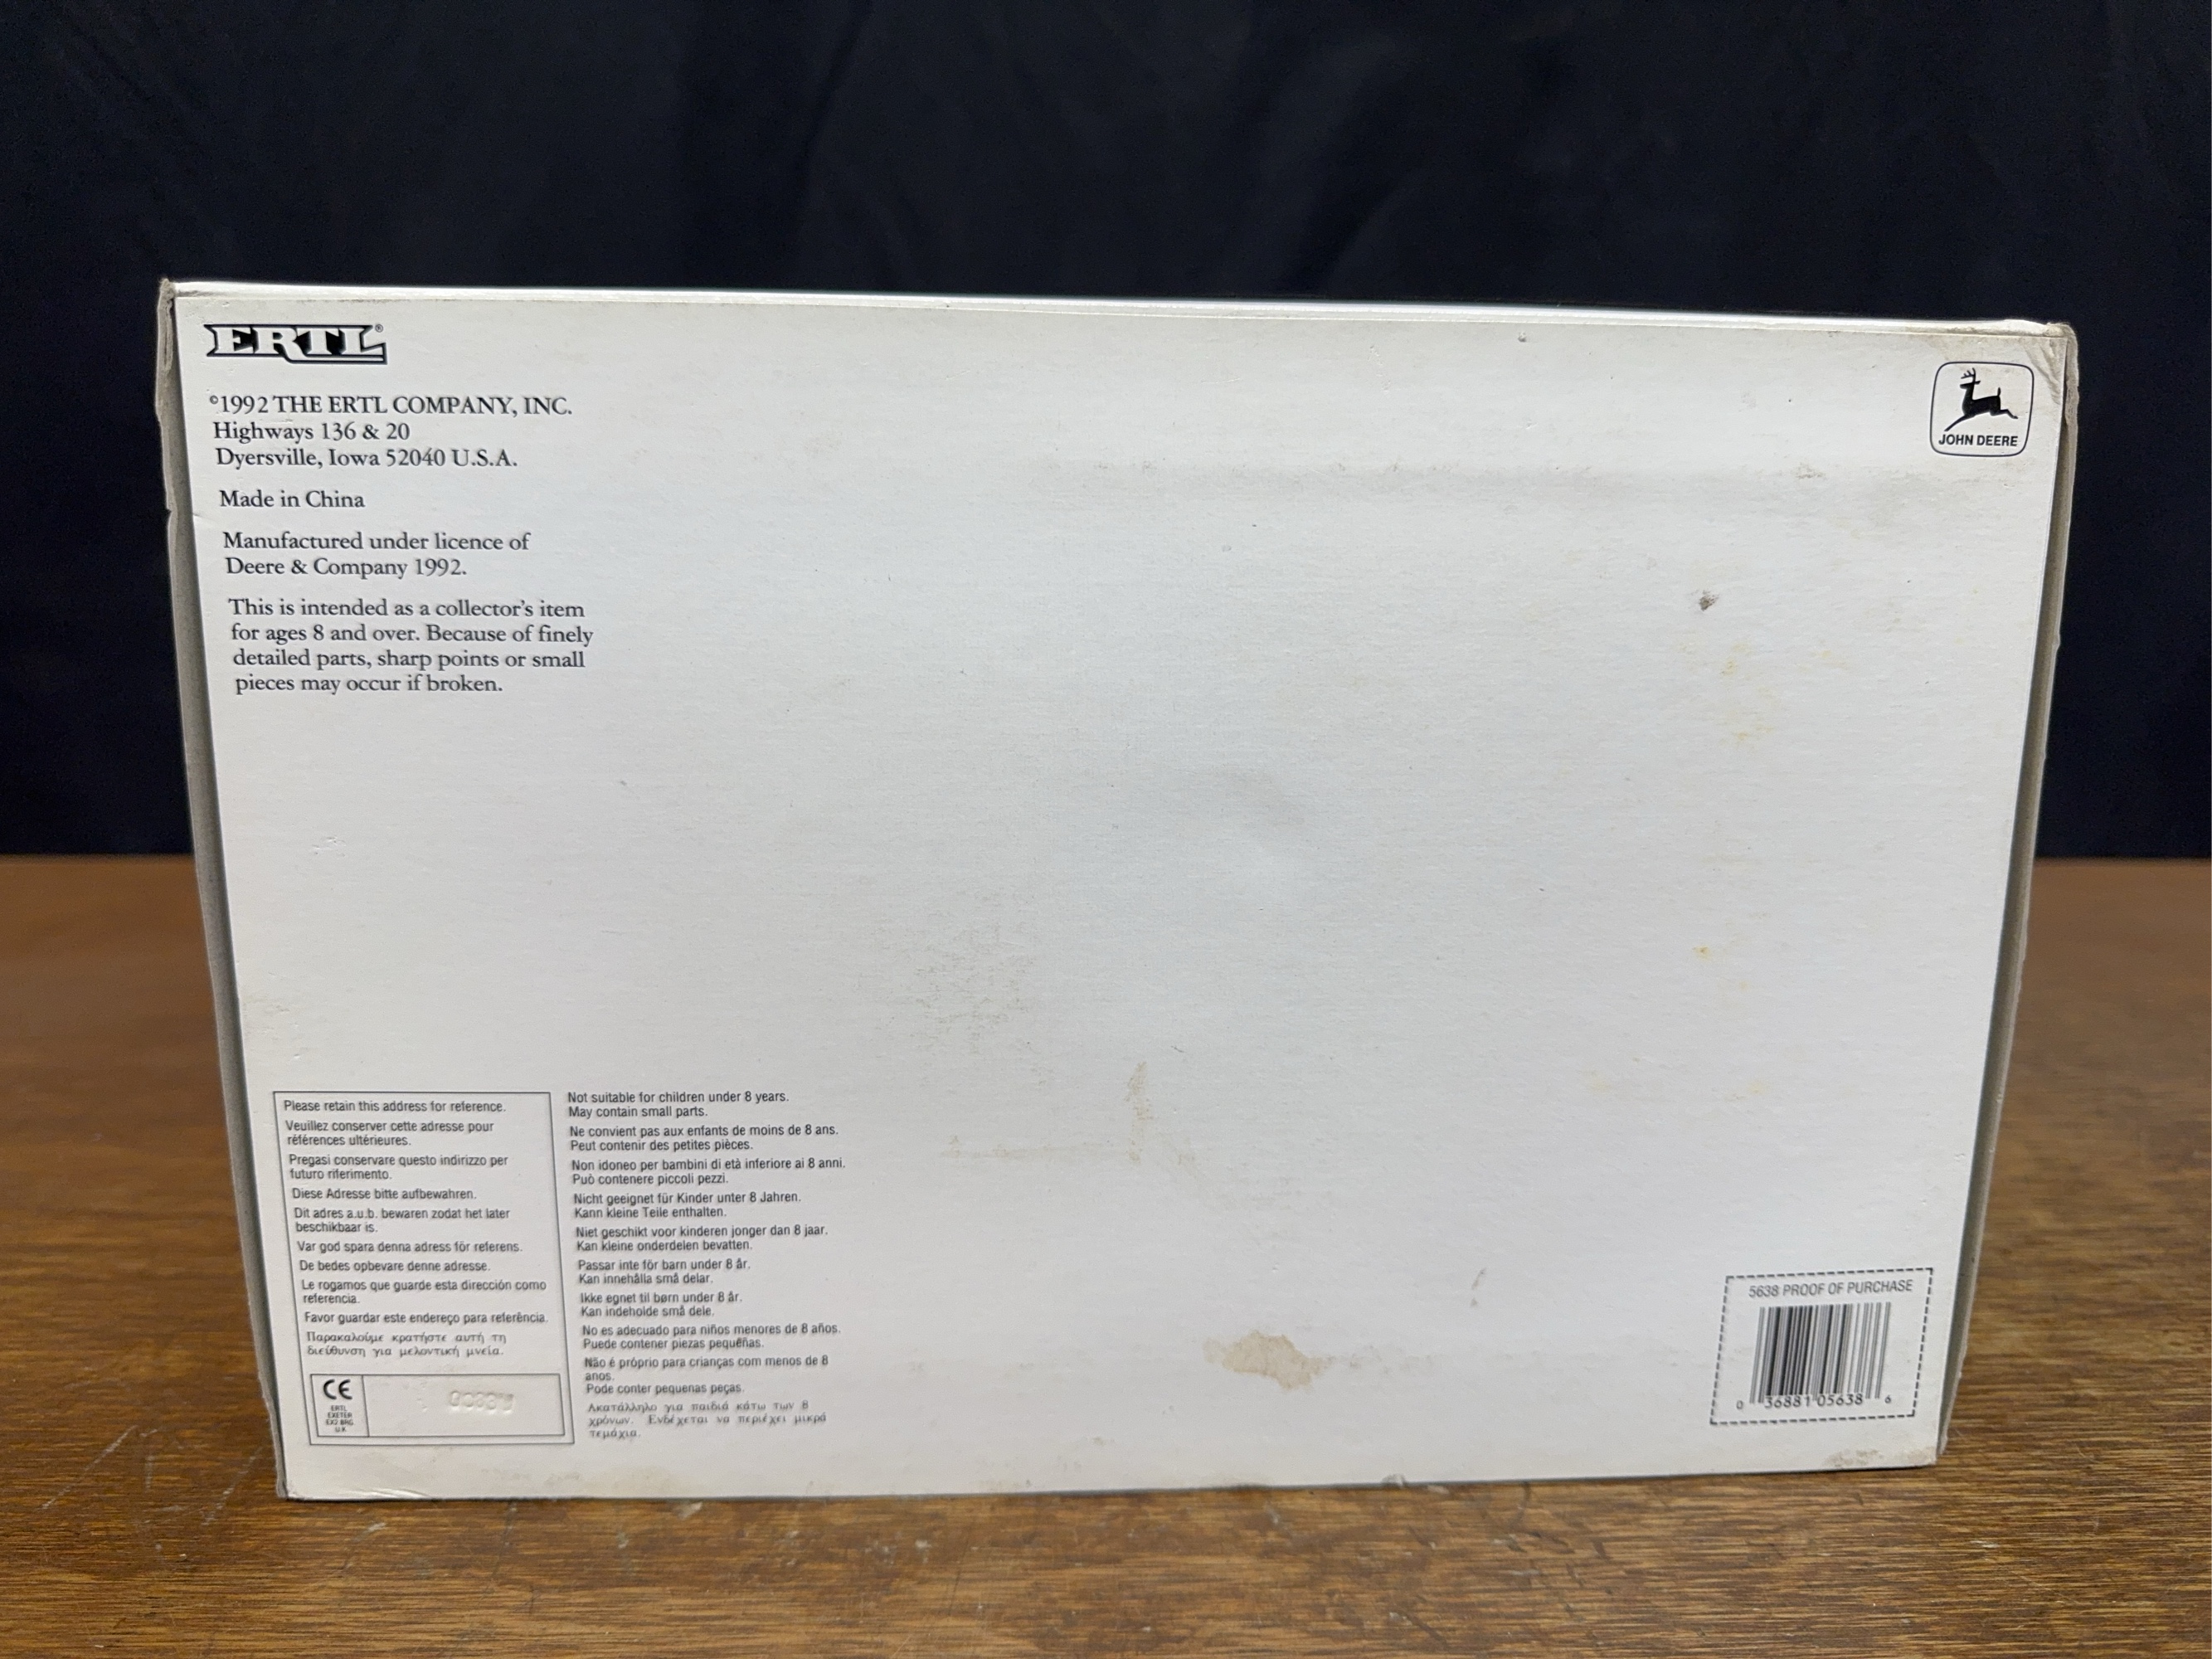 ERTL®
©1992 THE ERTL COMPANY, INC.
Highways 136 & 20
Dyersville, Iowa 52040 U.S.A.
Made in China
Manufactured under licence of
Deere & Company 1992.
This is intended as a collector's item
for ages 8 and over. Because of finely
detailed parts, sharp points or small
pieces may occur if broken.
JOHN DEERE
Please retain this address for reference.
Veuillez conserver cette adresse pour
références ultérieures.
Pregasi conservare questo indirizzo per
futuro riferimento.
Diese Adresse bitte aufbewahren.
Dit adres a.u.b. bewaren zodat het later
beschikbaar is.
Var god spara denna adress för referens.
De bedes opbevare denne adresse.
Le rogamos que guarde esta dirección como
referencia.
Favor guardar este endereço para referência.
Παρακαλούμε κρατήστε αυτή τη
διεύθυνση για μελοντική μνεία.
CE
ERTL
EXETER
U.K
Not suitable for children under 8 years.
May contain small parts.
Ne convient pas aux enfants de moins de 8 ans.
Peut contenir des petites pièces.
Non idoneo per bambini di età inferiore ai 8 anni.
Può contenere piccoli pezzi.
Nicht geeignet für Kinder unter 8 Jahren.
Kann kleine Teile enthalten.
Niet geschikt voor kinderen jonger dan 8 jaar.
Kan kleine onderdelen bevatten.
Passar inte för barn under 8 år.
Kan innehålla små delar.
Ikke egnet til børn under 8 år.
Kan indeholde små dele.
No es adecuado para niños menores de 8 años.
Puede contener piezas pequeñas.
Não é próprio para crianças com menos de 8
anos.
Pode conter pequenas peças.
Ακατάλληλο για παιδιά κάτω των 8
χρόνων. Ενδέχεται να περιέχει μικρά
τεμάχια.
5638 PROOF OF PURCHASE
0 36881 05638 6